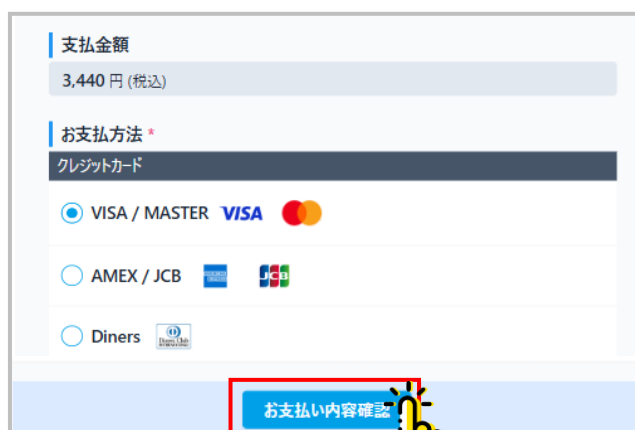 支払金額
3,440 円 (税込)
お支払方法 *
クレジットカード
VISA / MASTER VISA
AMEX / JCB JCB
Diners
お支払い内容確認